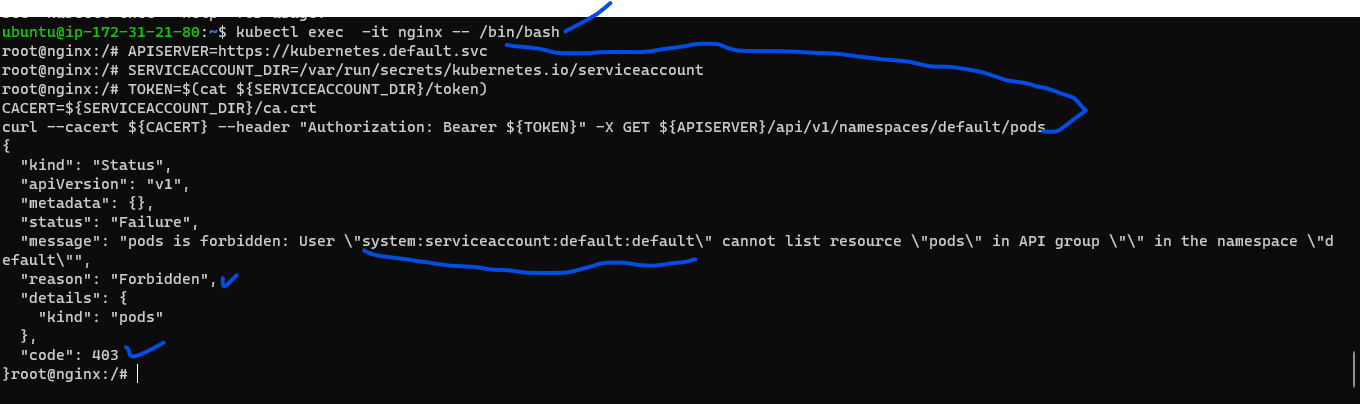 ubuntu@ip-172-31-21-80:~$ kubectl exec  -it nginx -- /bin/bash
root@nginx:/# APISERVER=https://kubernetes.default.svc
root@nginx:/# SERVICEACCOUNT_DIR=/var/run/secrets/kubernetes.io/serviceaccount
root@nginx:/# TOKEN=$(cat ${SERVICEACCOUNT_DIR}/token)
CACERT=${SERVICEACCOUNT_DIR}/ca.crt
curl --cacert ${CACERT} --header "Authorization: Bearer ${TOKEN}" -X GET ${APISERVER}/api/v1/namespaces/default/pods
{
  "kind": "Status",
  "apiVersion": "v1",
  "metadata": {},
  "status": "Failure",
  "message": "pods is forbidden: User \"system:serviceaccount:default:default\" cannot list resource \"pods\" in API group \"\" in the namespace \"d
efault\"",
  "reason": "Forbidden",
  "details": {
    "kind": "pods"
  },
  "code": 403
}root@nginx:/#